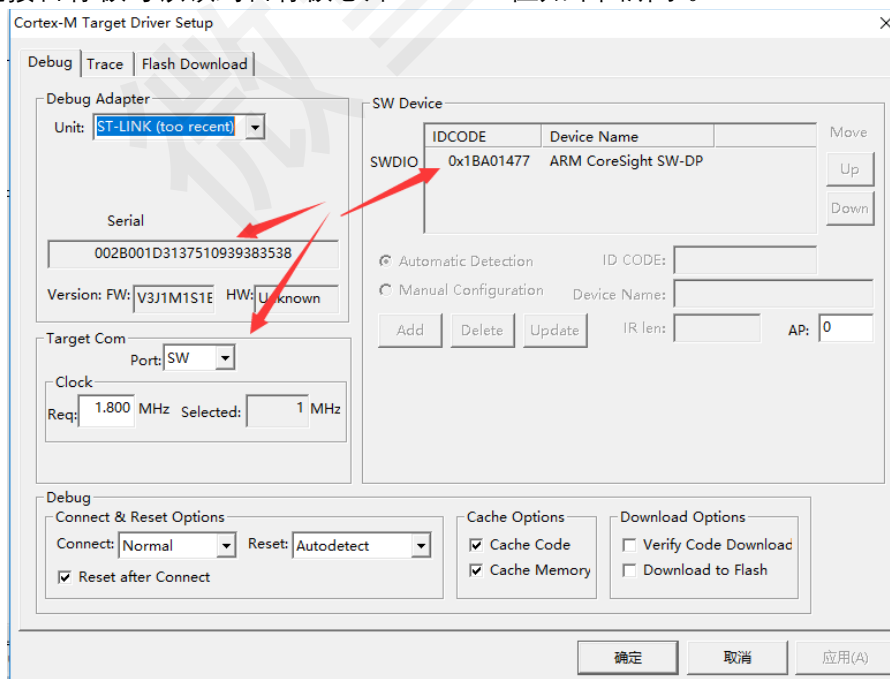 Cortex-M Target Driver Setup
Debug
Trace
Flash Download
Debug Adapter
Unit: ST-LINK (too recent)
Serial
002B001D3137510939383538
Version: FW: V3J1M1S1E HW: Unknown
Target Com
Port: SW
Clock
Req: 1.800 MHz Selected: 1 MHz
SW Device
IDCODE Device Name
SWDIO 0x1BA01477 ARM CoreSight SW-DP
Move
Up
Down
Automatic Detection ID CODE:
Manual Configuration Device Name:
Add Delete Update IR len: AP: 0
Debug
Connect & Reset Options
Connect: Normal Reset: Autodetect
Reset after Connect
Cache Options
Cache Code
Cache Memory
Download Options
Verify Code Download
Download to Flash
确定 取消 应用(A)